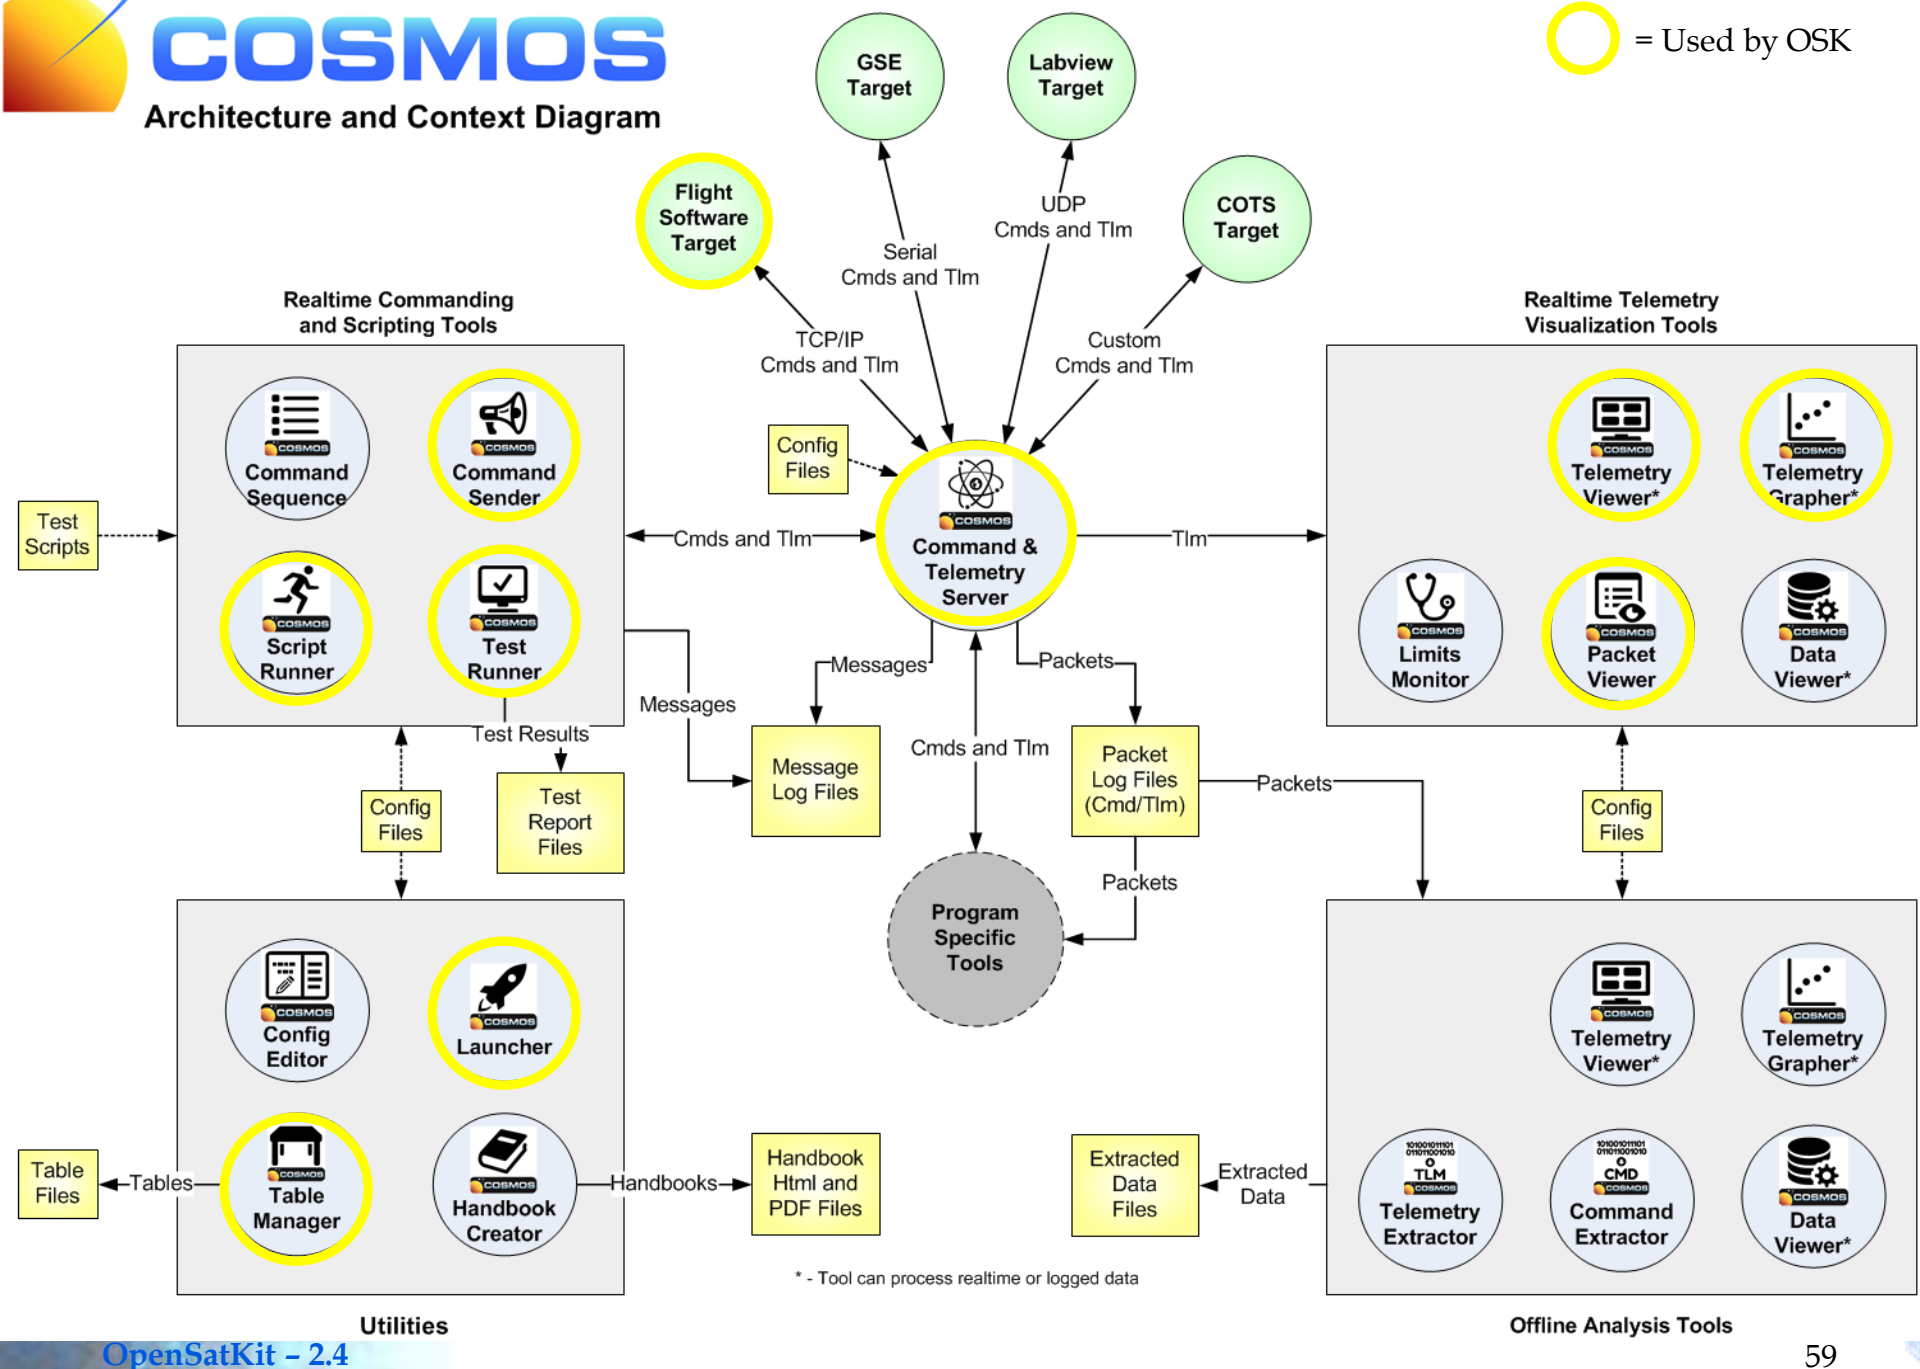 COSMOS
Architecture and Context Diagram
= Used by OSK
GSE
Target
Labview
Target
Flight
Software
Target
COTS
Target
Serial
Cmds and Tlm
UDP
Cmds and Tlm
TCP/IP
Cmds and Tlm
Custom
Cmds and Tlm
Realtime Commanding
and Scripting Tools
COSMOS
Command
Sequence
COSMOS
Command
Sender
COSMOS
Script
Runner
COSMOS
Test
Runner
Test
Scripts
Config
Files
COSMOS
Command &
Telemetry
Server
Cmds and Tlm
Tlm
Realtime Telemetry
Visualization Tools
COSMOS
Telemetry
Viewer*
COSMOS
Telemetry
Grapher*
COSMOS
Limits
Monitor
COSMOS
Packet
Viewer
COSMOS
Data
Viewer*
Messages
Packets
Messages
Test Results
Cmds and Tlm
Config
Files
Test
Report
Files
Message
Log Files
Packet
Log Files
(Cmd/Tlm)
Packets
Packets
Config
Files
Program
Specific
Tools
COSMOS
Config
Editor
COSMOS
Launcher
COSMOS
Table
Manager
COSMOS
Handbook
Creator
Table
Files
Tables
Handbooks
Handbook
Html and
PDF Files
Extracted
Data
Files
Extracted
Data
COSMOS
Telemetry
Viewer*
COSMOS
Telemetry
Grapher*
101001011101
011011001010
TLM
COSMOS
Telemetry
Extractor
101001011101
011011001010
CMD
COSMOS
Command
Extractor
COSMOS
Data
Viewer*
* - Tool can process realtime or logged data
Utilities
Offline Analysis Tools
OpenSatKit – 2.4
59